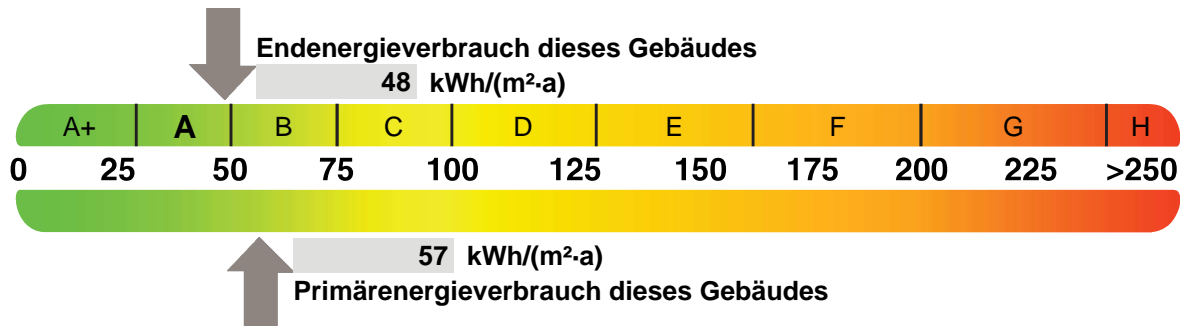 Endenergieverbrauch dieses Gebäudes
48 kWh/(m²·a)
A+ A B C D E F G H
0 25 50 75 100 125 150 175 200 225 >250
57 kWh/(m²·a)
Primärenergieverbrauch dieses Gebäudes